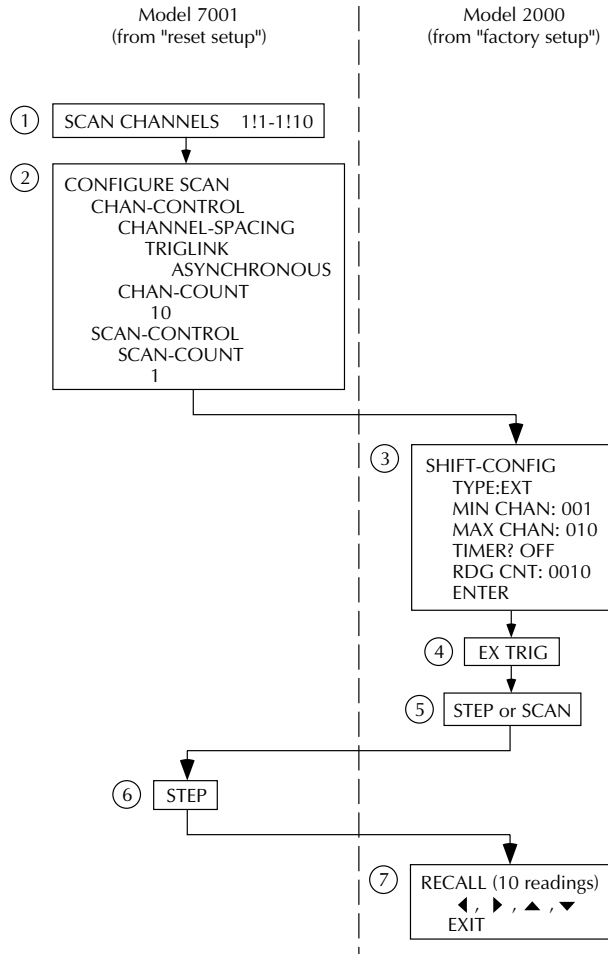 Model 7001
(from "reset setup")
Model 2000
(from "factory setup")
1
SCAN CHANNELS 1!1-1!10
2
CONFIGURE SCAN
CHAN-CONTROL
CHANNEL-SPACING
TRIGLINK
ASYNCHRONOUS
CHAN-COUNT
10
SCAN-CONTROL
SCAN-COUNT
1
3
SHIFT-CONFIG
TYPE:EXT
MIN CHAN: 001
MAX CHAN: 010
TIMER? OFF
RDG CNT: 0010
ENTER
4
EX TRIG
5
STEP or SCAN
6
STEP
7
RECALL (10 readings)
◀ , ▶ , ▲ , ▼
EXIT